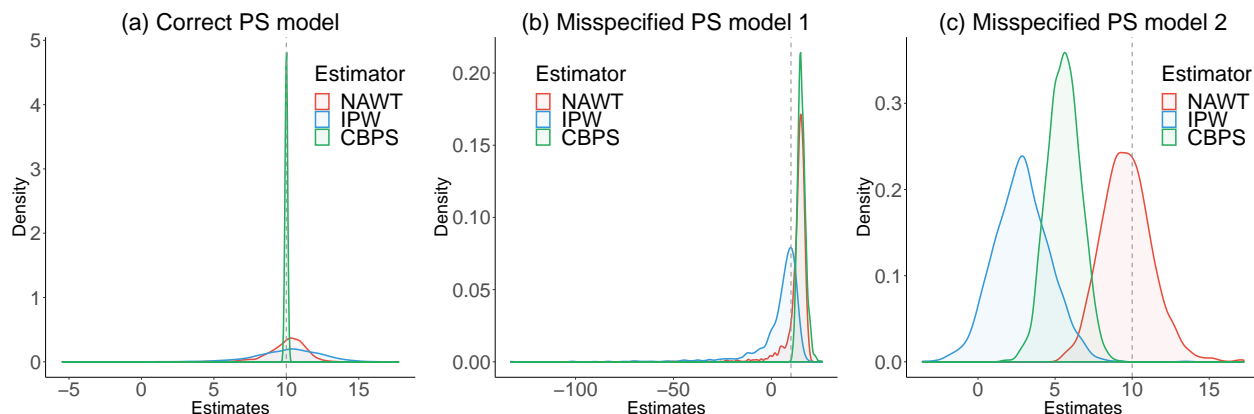 (a) Correct PS model
5
4
3
2
1
0
Density
−5
0
5
10
15
Estimates
Estimator
NAWT
IPW
CBPS
(b) Misspecified PS model 1
0.20
0.15
0.10
0.05
0.00
Density
−100
−50
0
Estimates
Estimator
NAWT
IPW
CBPS
(c) Misspecified PS model 2
0.3
0.2
0.1
0.0
Density
0
5
10
15
Estimates
Estimator
NAWT
IPW
CBPS